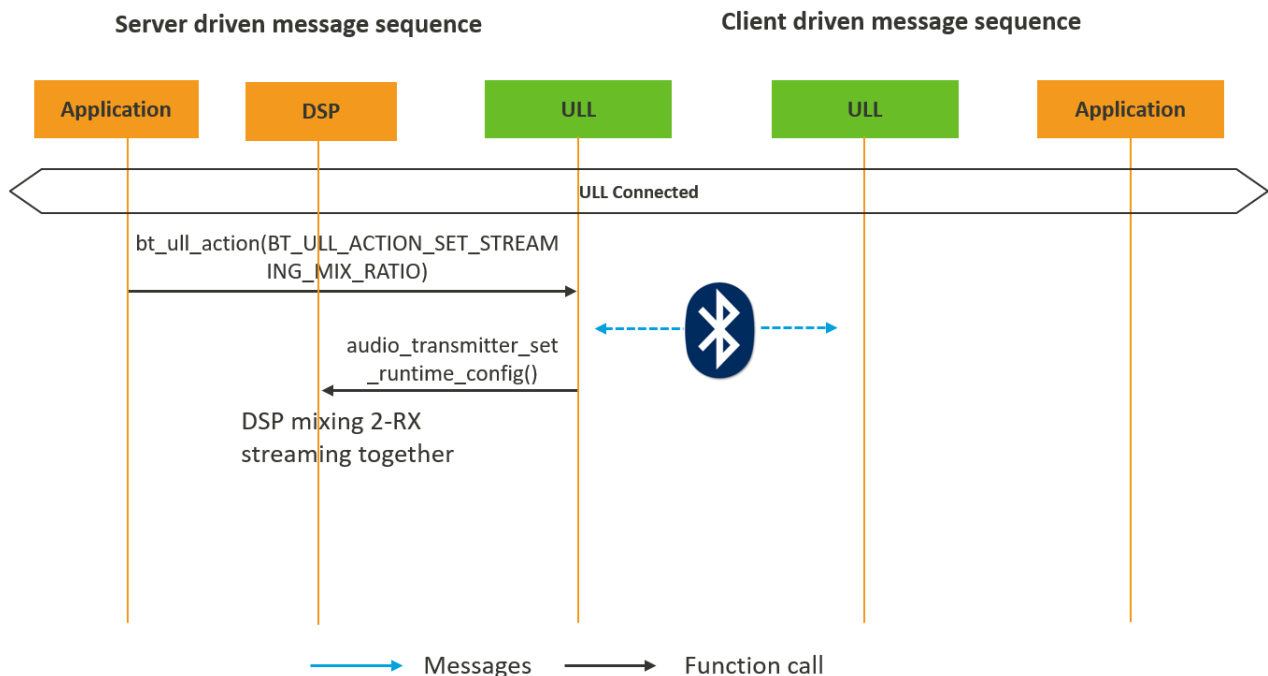 Server driven message sequence
Client driven message sequence
Application
DSP
ULL
ULL
Application
ULL Connected
bt_ull_action(BT_ULL_ACTION_SET_STREAM
ING_MIX_RATIO)
audio_transmitter_set
_runtime_config()
DSP mixing 2-RX
streaming together
Messages
Function call